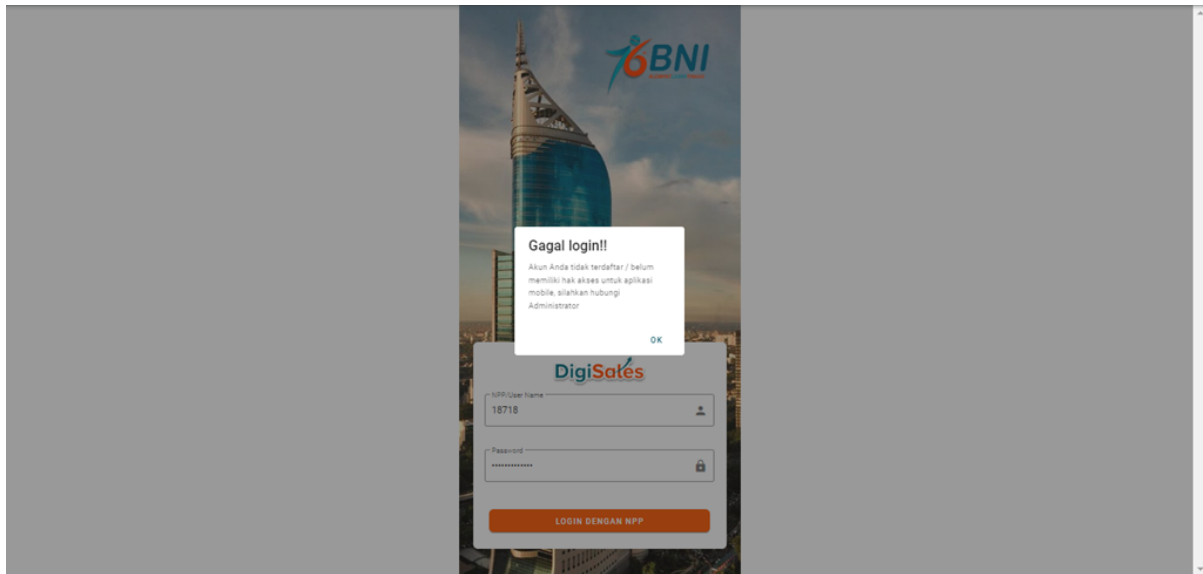 76 BNI
Gagal login!!
Akun Anda tidak terdaftar / belum
memiliki hak akses untuk aplikasi
mobile, silahkan hubungi
Administrator
OK
DigiSales
NPP/User Name
18718
Password
LOGIN DENGAN NPP